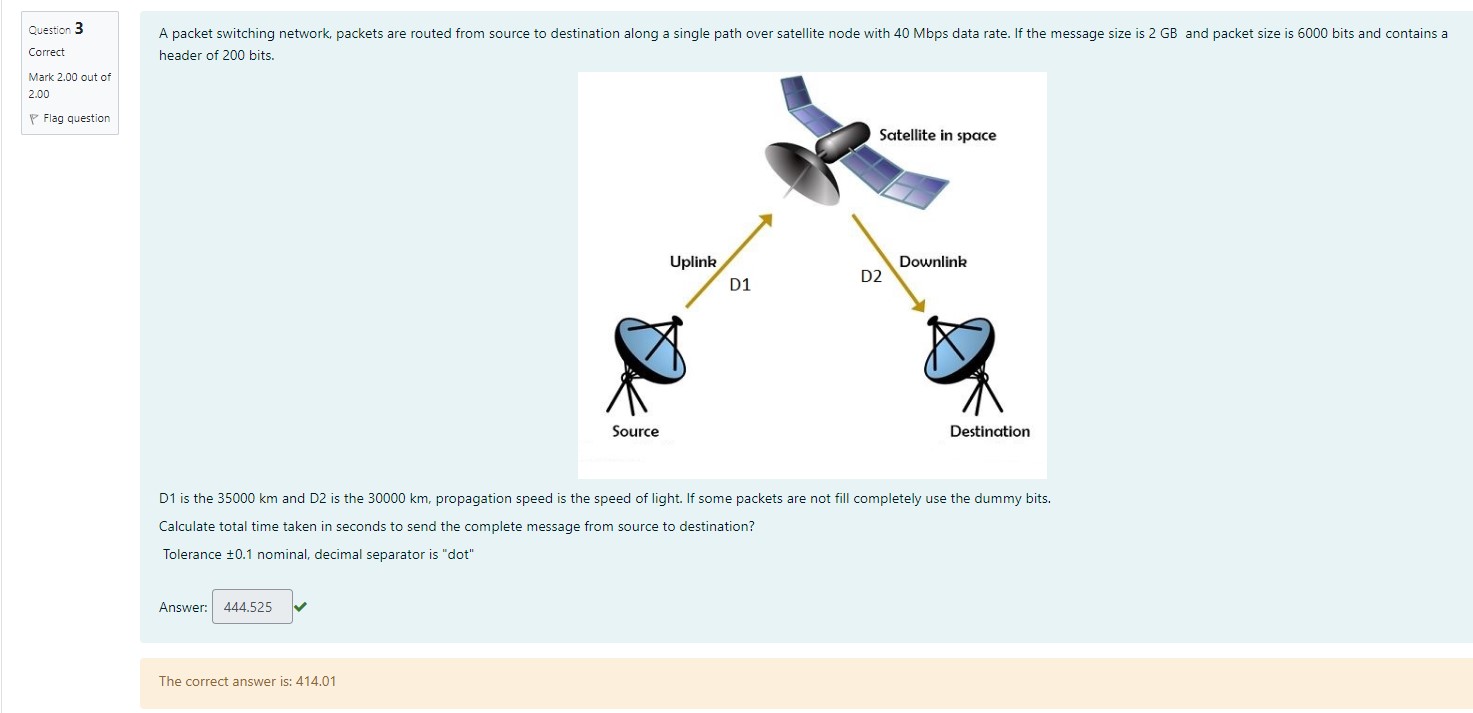 Question 3
Correct
Mark 2.00 out of
2.00
Flag question
A packet switching network, packets are routed from source to destination along a single path over satellite node with 40 Mbps data rate. If the message size is 2 GB and packet size is 6000 bits and contains a
header of 200 bits.
Satellite in space
Uplink
D1
Downlink
D2
Source
Destination
D1 is the 35000 km and D2 is the 30000 km, propagation speed is the speed of light. If some packets are not fill completely use the dummy bits.
Calculate total time taken in seconds to send the complete message from source to destination?
Tolerance ±0.1 nominal, decimal separator is "dot"
Answer: 444.525
The correct answer is: 414.01